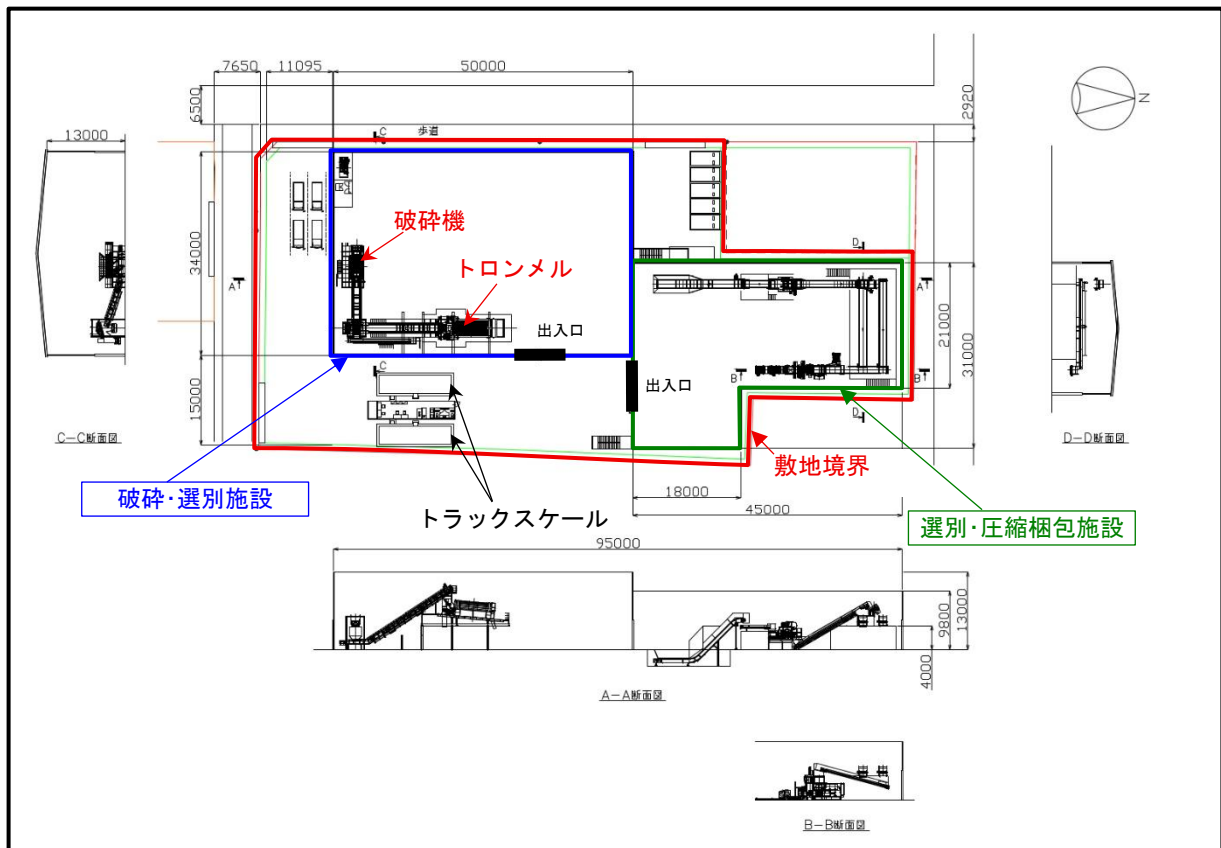 7650
11095
50000
6500
2920
N
13000
C
歩道
34000
破砕機
トロンメル
D
A
A
出入口
21000
31000
出入口
B
B
C
15000
D
C-C断面図
D-D断面図
敷地境界
破砕・選別施設
18000
トラックスケール
45000
選別・圧縮梱包施設
95000
9800
13000
4000
A-A断面図
B-B断面図